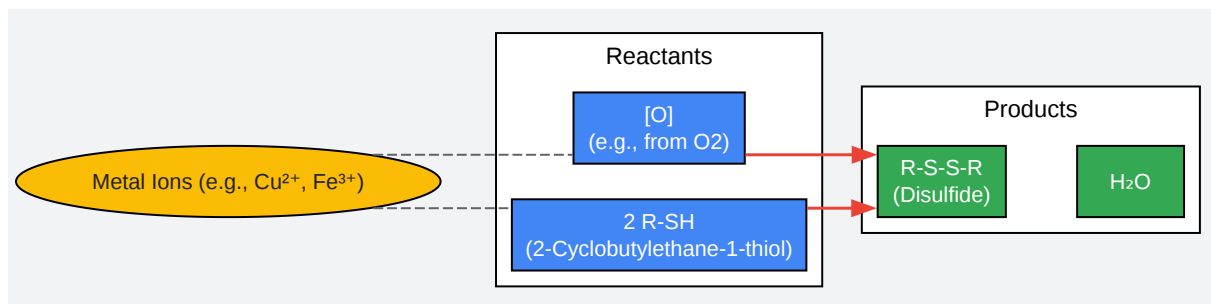 Reactants
[O]
(e.g., from O2)
Products
Metal Ions (e.g., Cu²⁺, Fe³⁺)
R-S-S-R
(Disulfide)
H₂O
2 R-SH
(2-Cyclobutylethane-1-thiol)